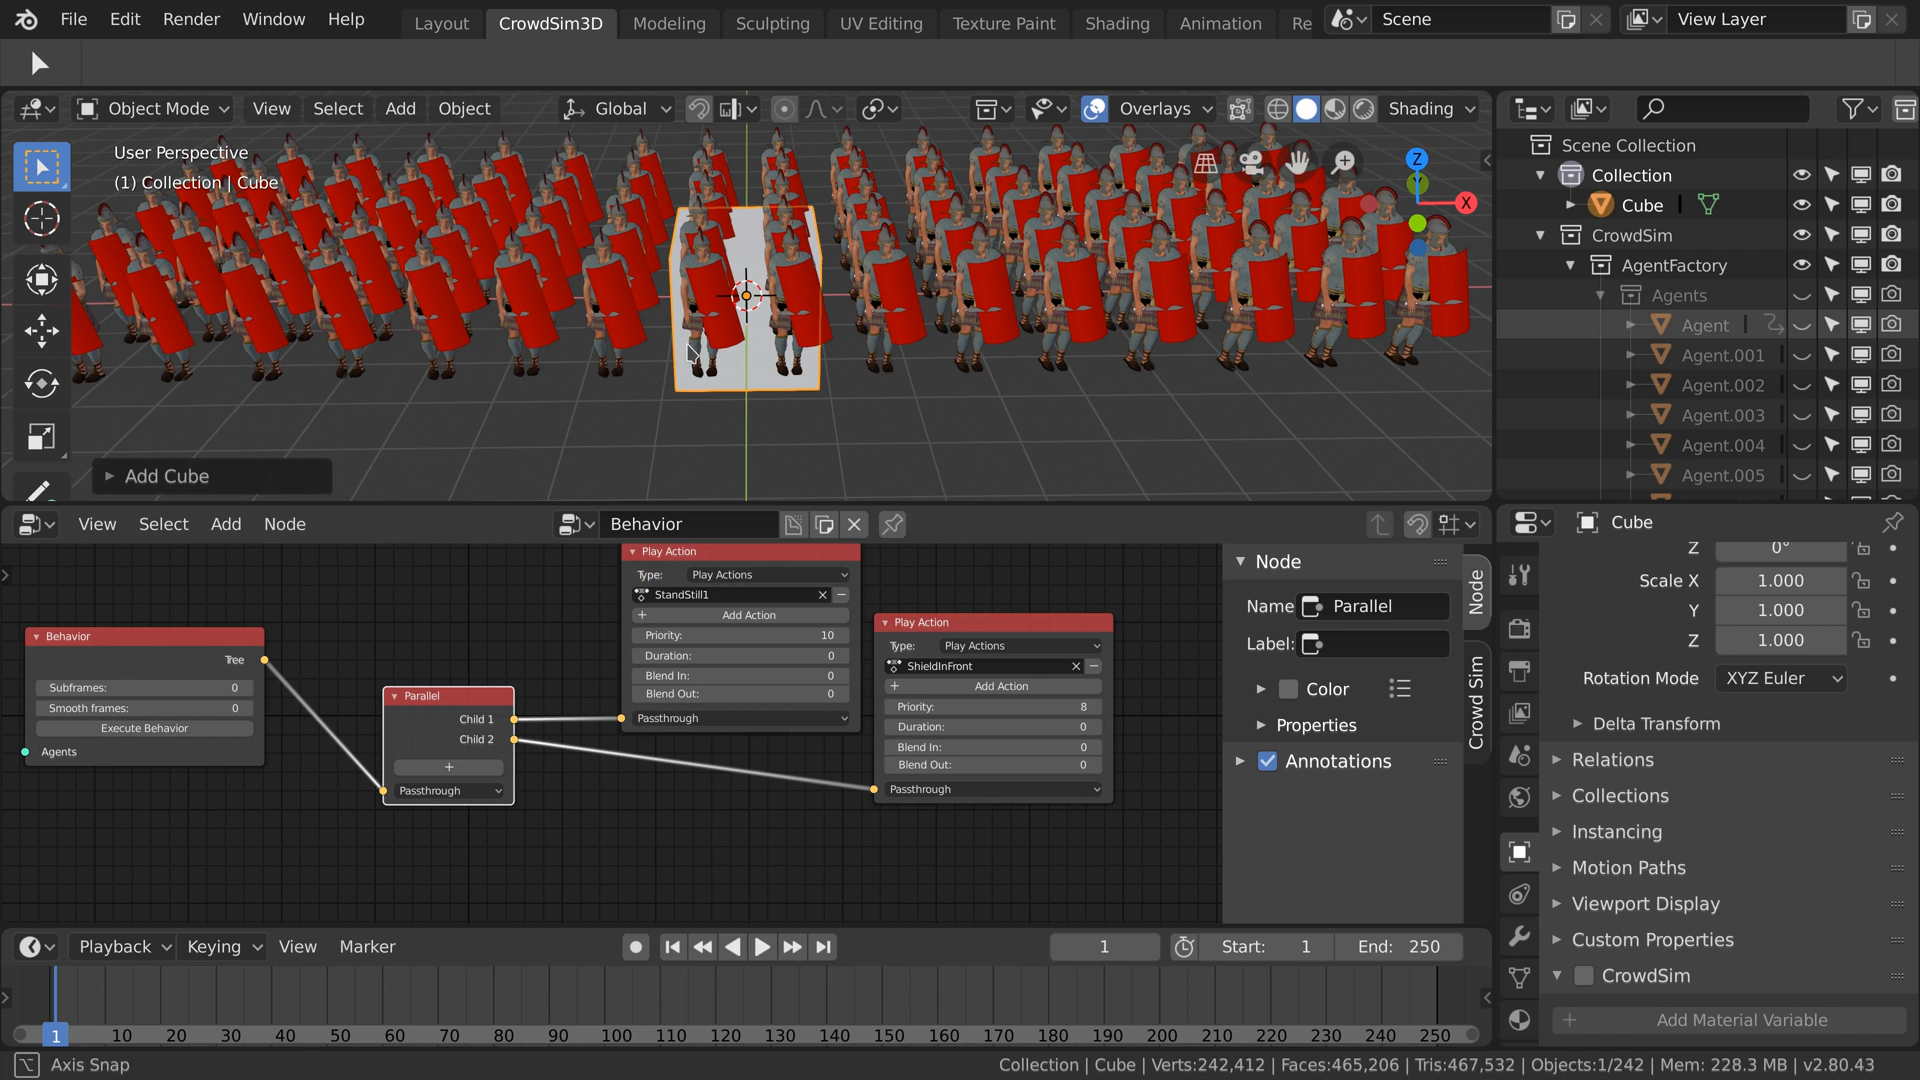 File Edit Render Window Help
Layout CrowdSim3D Modeling Sculpting UV Editing Texture Paint Shading Animation Re
Scene
View Layer
Object Mode View Select Add Object
Global
Overlays
Shading
User Perspective
(1) Collection | Cube
Z
X
Add Cube
Scene Collection
Collection
Cube
CrowdSim
AgentFactory
Agents
Agent
Agent.001
Agent.002
Agent.003
Agent.004
Agent.005
View Select Add Node
Behavior
Behavior
Tree
Subframes: 0
Smooth frames: 0
Execute Behavior
Agents
Parallel
Child 1
Child 2
+
Passthrough
Play Action
Type: Play Actions
StandStill1
+ Add Action
Priority: 10
Duration: 0
Blend In: 0
Blend Out: 0
Passthrough
Play Action
Type: Play Actions
ShieldInFront
+ Add Action
Priority: 8
Duration: 0
Blend In: 0
Blend Out: 0
Passthrough
Node
Name Parallel
Label:
Color
Properties
Annotations
Node
Crowd Sim
Cube
Z 0°
Scale X 1.000
Y 1.000
Z 1.000
Rotation Mode XYZ Euler
Delta Transform
Relations
Collections
Instancing
Motion Paths
Viewport Display
Custom Properties
CrowdSim
+ Add Material Variable
Playback Keying View Marker
1
Start: 1 End: 250
1 10 20 30 40 50 60 70 80 90 100 110 120 130 140 150 160 170 180 190 200 210 220 230 240 250
Axis Snap
Collection | Cube | Verts:242,412 | Faces:465,206 | Tris:467,532 | Objects:1/242 | Mem: 228.3 MB | v2.80.43